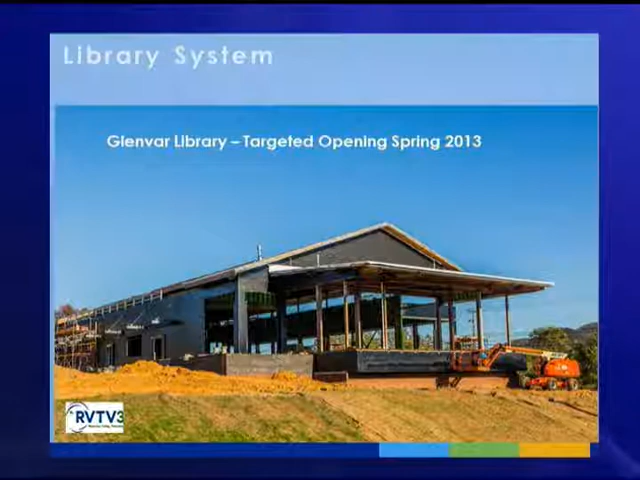 Library System
Glenvar Library – Targeted Opening Spring 2013
RVTV3